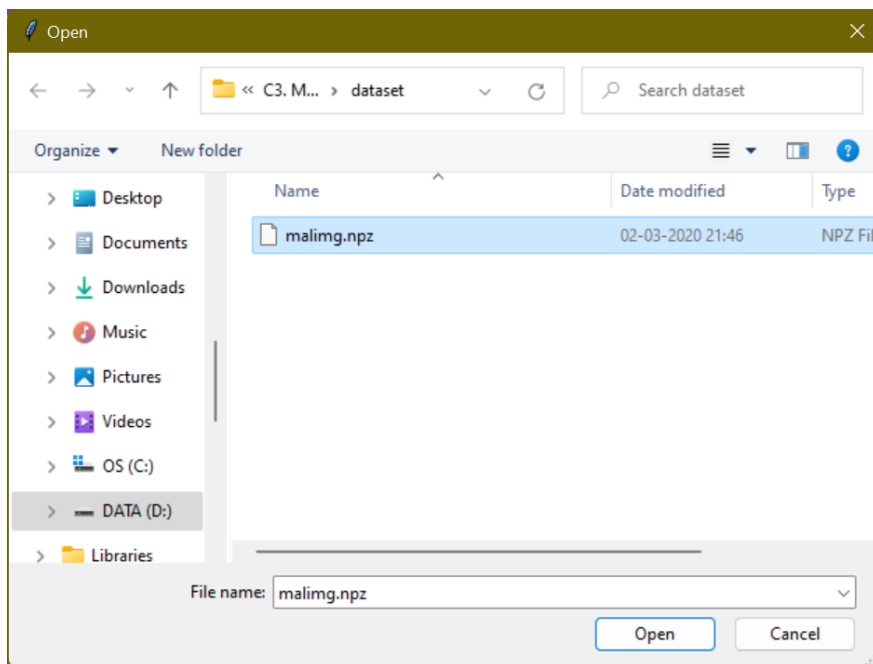 Open
« C3. M... › dataset
Search dataset
Organize
New folder
Name
Date modified
Type
malimg.npz
02-03-2020 21:46
NPZ Fil
Desktop
Documents
Downloads
Music
Pictures
Videos
OS (C:)
DATA (D:)
Libraries
File name: malimg.npz
Open
Cancel